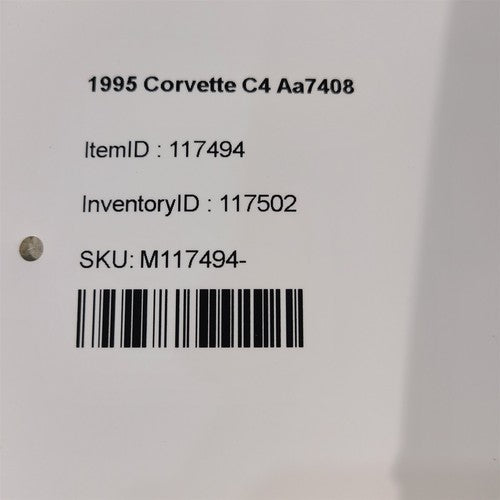 1995 Corvette C4 Aa7408
ItemID : 117494
InventoryID : 117502
SKU: M117494-